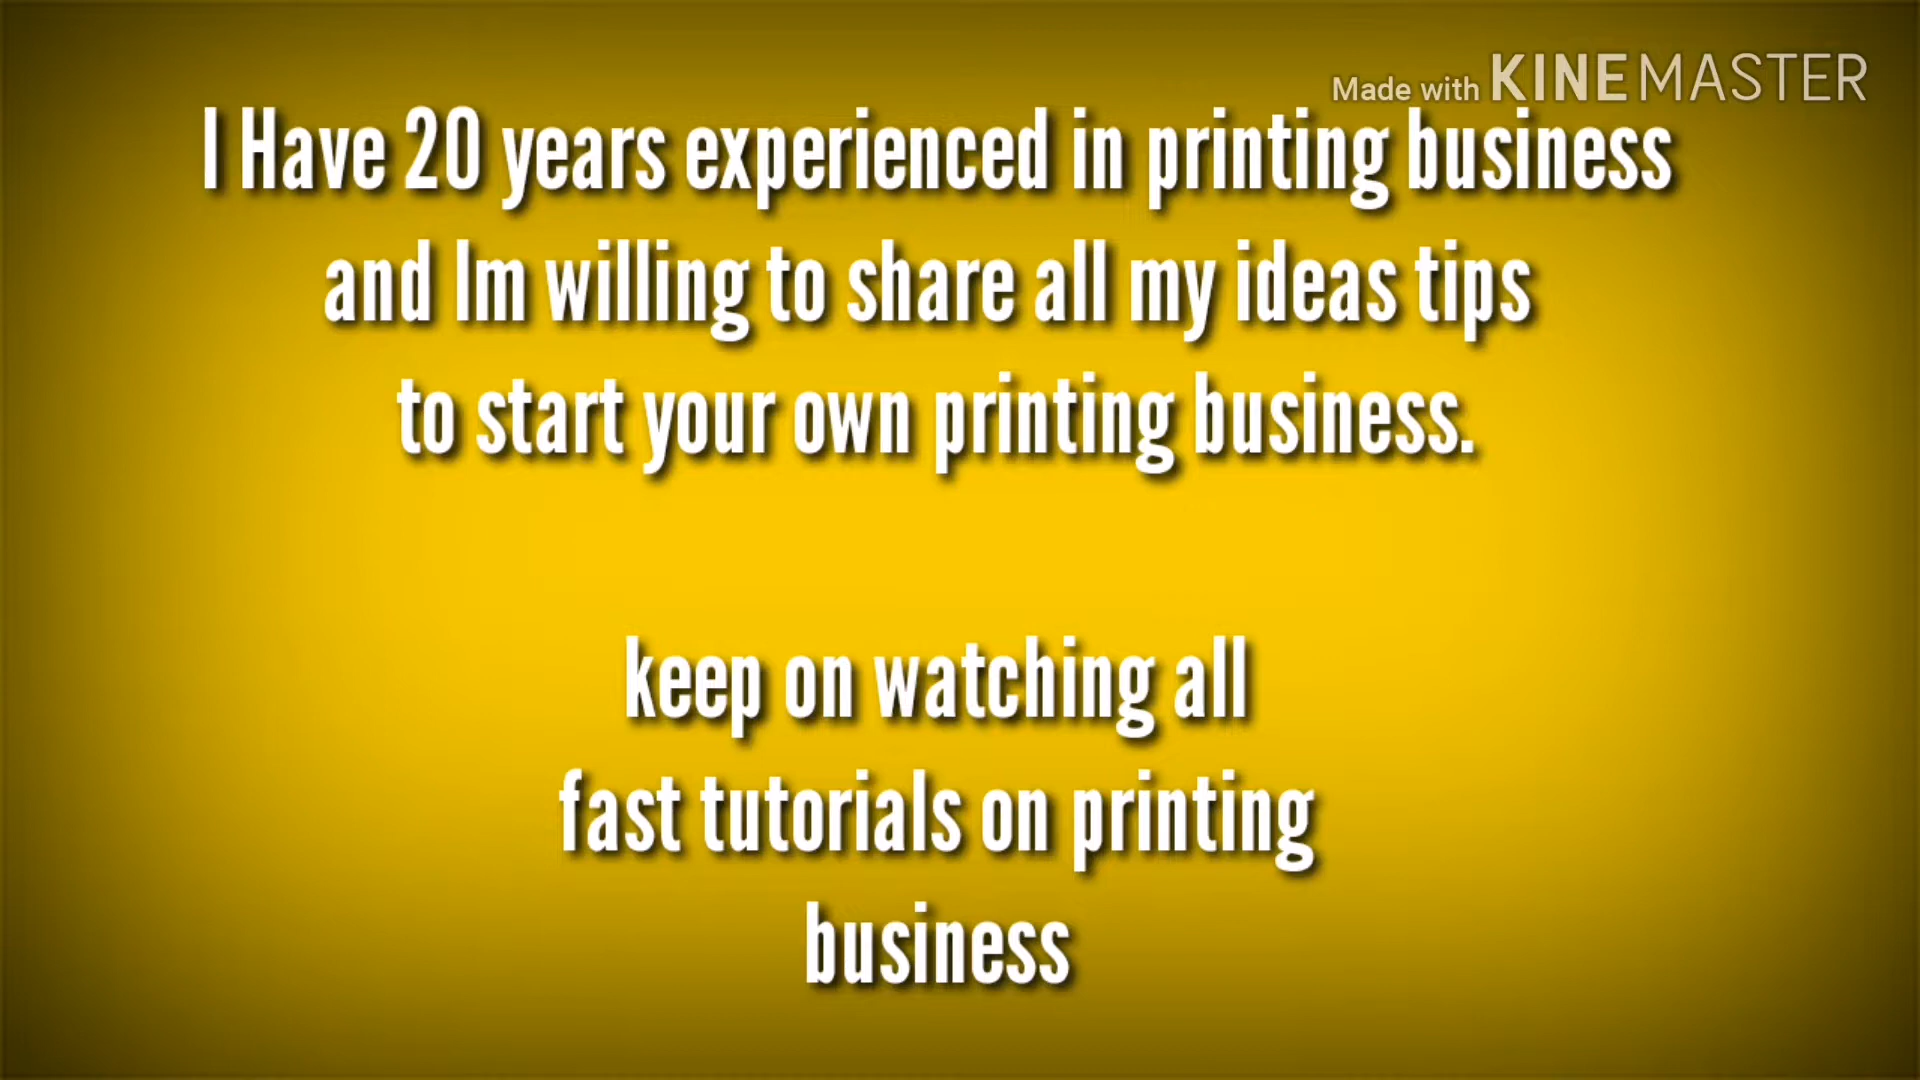 Made with KINEMASTER
I Have 20 years experienced in printing business
and Im willing to share all my ideas tips
to start your own printing business.
keep on watching all
fast tutorials on printing
business